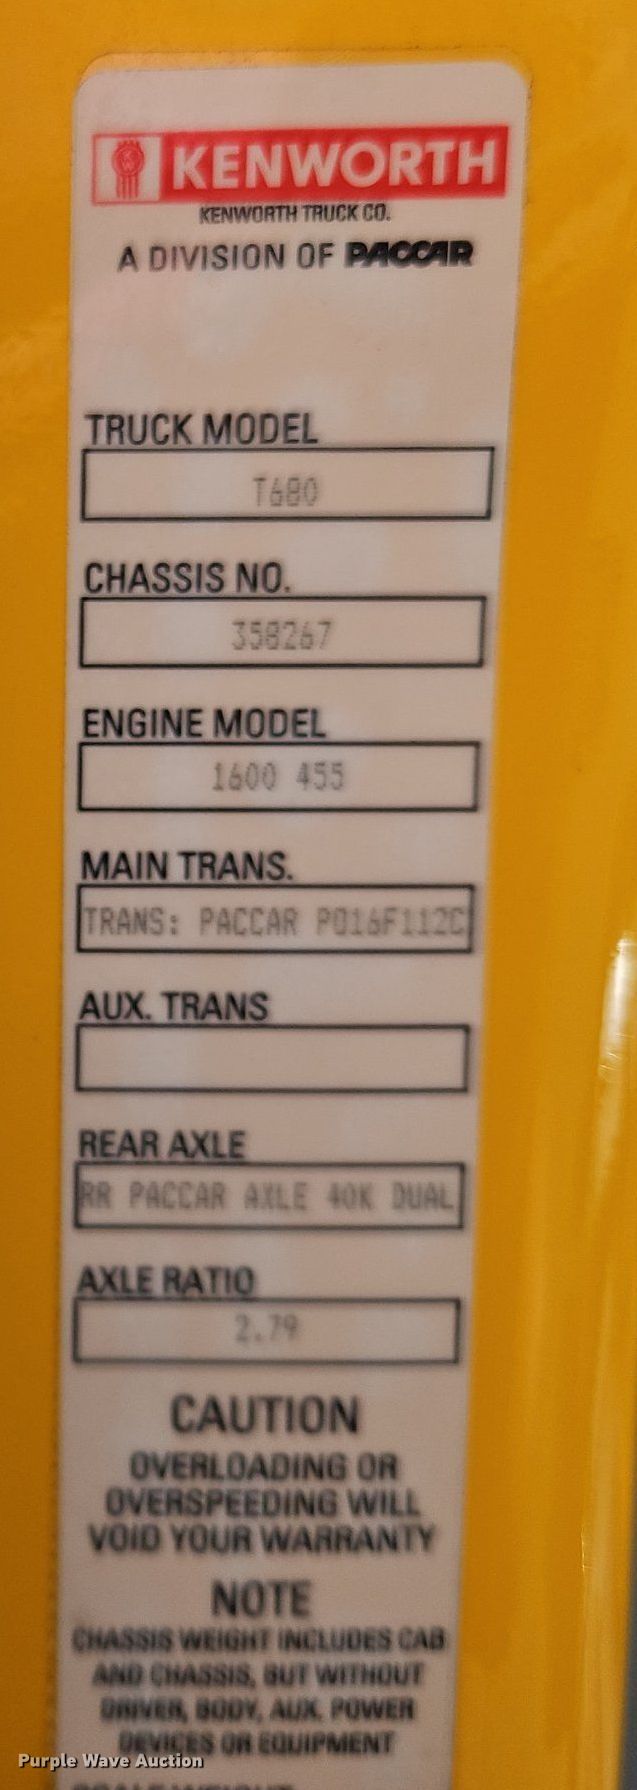 KENWORTH
KENWORTH TRUCK CO.
A DIVISION OF PACCAR
TRUCK MODEL
T680
CHASSIS NO.
358267
ENGINE MODEL
1600 455
MAIN TRANS.
TRANS: PACCAR PO16F112C
AUX. TRANS
REAR AXLE
RR PACCAR AXLE 40K DUAL
AXLE RATIO
2.79
CAUTION
OVERLOADING OR
OVERSPEEDING WILL
VOID YOUR WARRANTY
NOTE
CHASSIS WEIGHT INCLUDES CAB
AND CHASSIS, BUT WITHOUT
DRIVER, BODY, AUX. POWER
DEVICES OR EQUIPMENT
Purple Wave Auction